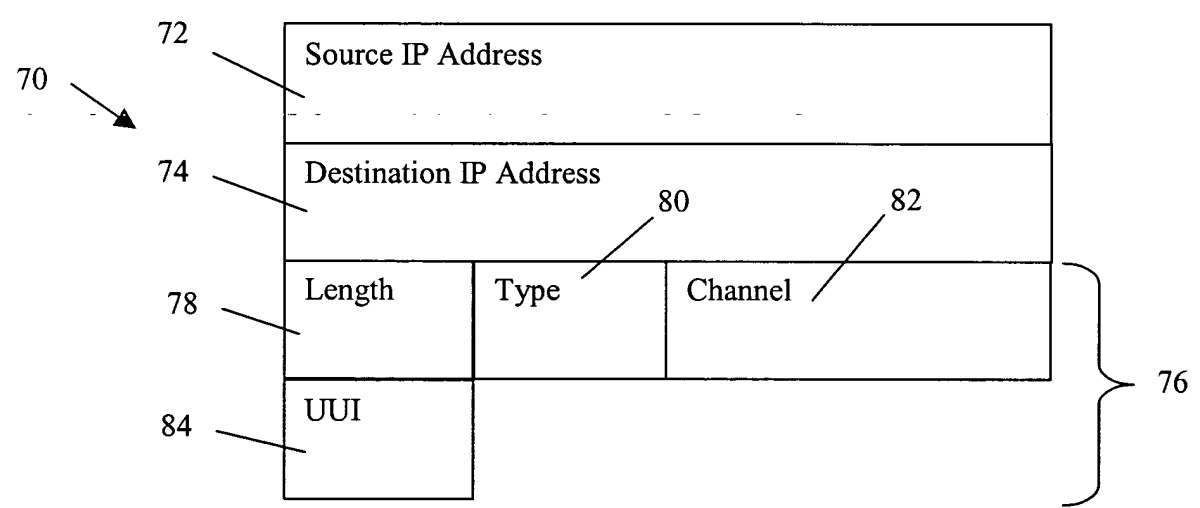 72
Source IP Address
70
74
Destination IP Address
80
82
Length
Type
Channel
78
76
UUI
84